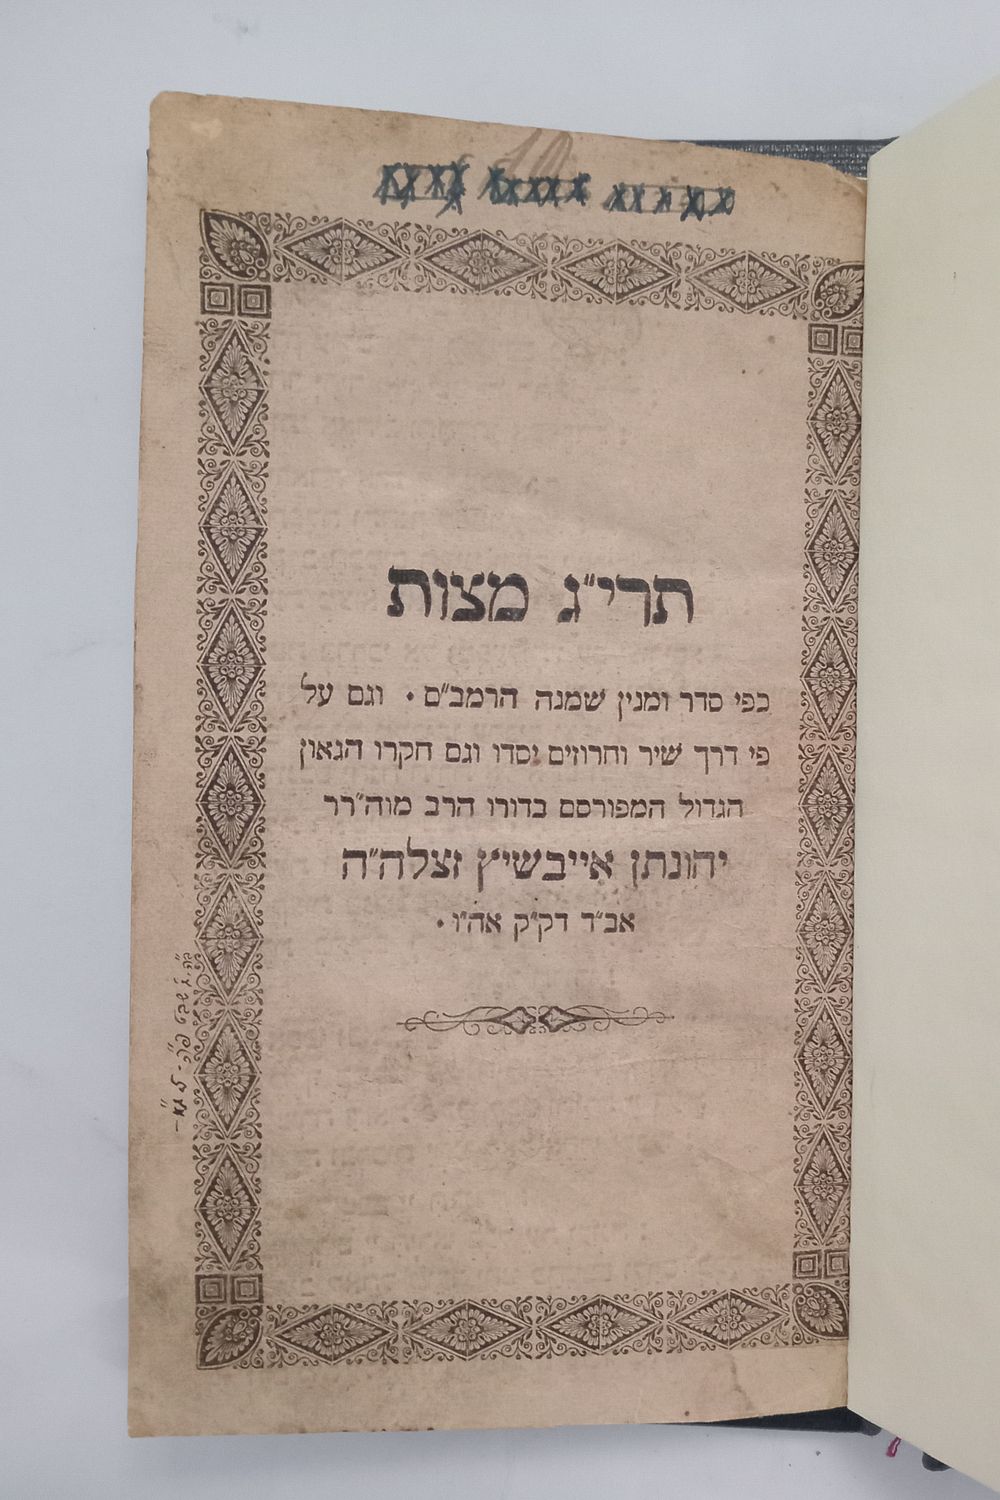 תרי״ג מצות
כפי סדר ומנין שמנה הרמב״ם · וגם על
פי דרך שיר וחרוזים יסדו וגם חקרו הגאון
הגדול המפורסם בדורו הרב מוה״רר
יהונתן אייבשיץ זצלה״ה
אב״ד דק״ק אה״ו ·